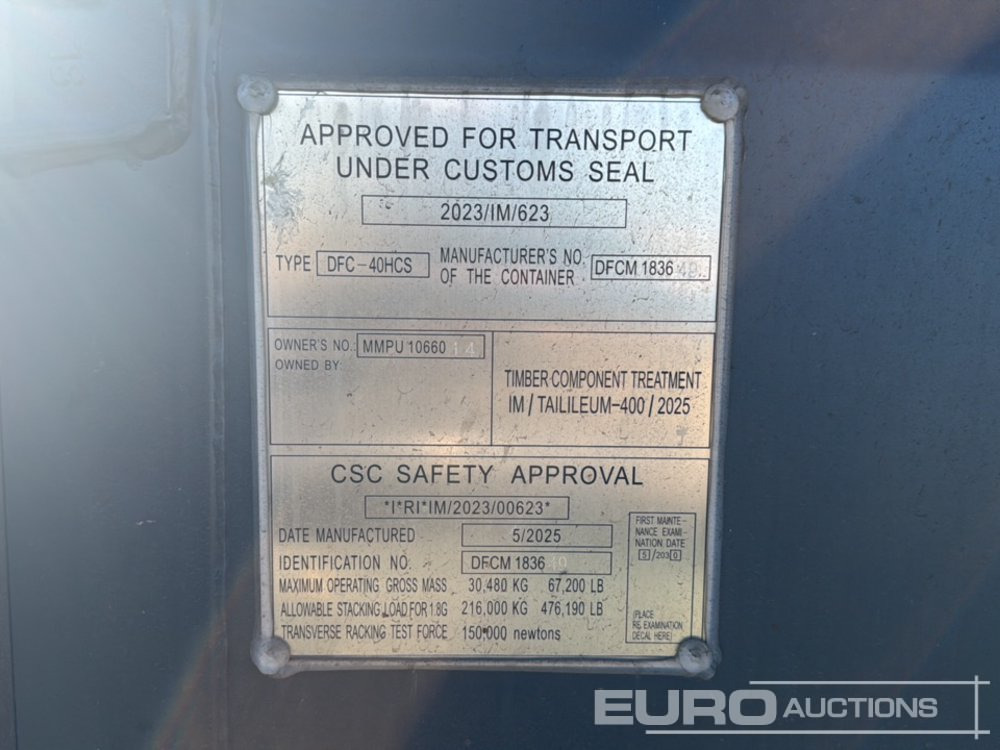 APPROVED FOR TRANSPORT
UNDER CUSTOMS SEAL
2023/IM/623
TYPE DFC-40HCS
MANUFACTURER'S NO.
OF THE CONTAINER
DFCM 1836
OWNER'S NO.: MMPU 10660 14
OWNED BY:
TIMBER COMPONENT TREATMENT
IM / TAILILEUM-400 / 2025
CSC SAFETY APPROVAL
*I*RI*IM/2023/00623*
DATE MANUFACTURED 5/2025
IDENTIFICATION NO. DFCM 1836
MAXIMUM OPERATING GROSS MASS 30,480 KG 67,200 LB
ALLOWABLE STACKING LOAD FOR 1.8G 216,000 KG 476,190 LB
TRANSVERSE RACKING TEST FORCE 150,000 newtons
FIRST MAINTE-
NANCE EXAMI-
NATION DATE
5/2030
(PLACE
RE EXAMINATION
DECAL HERE)
EURO AUCTIONS